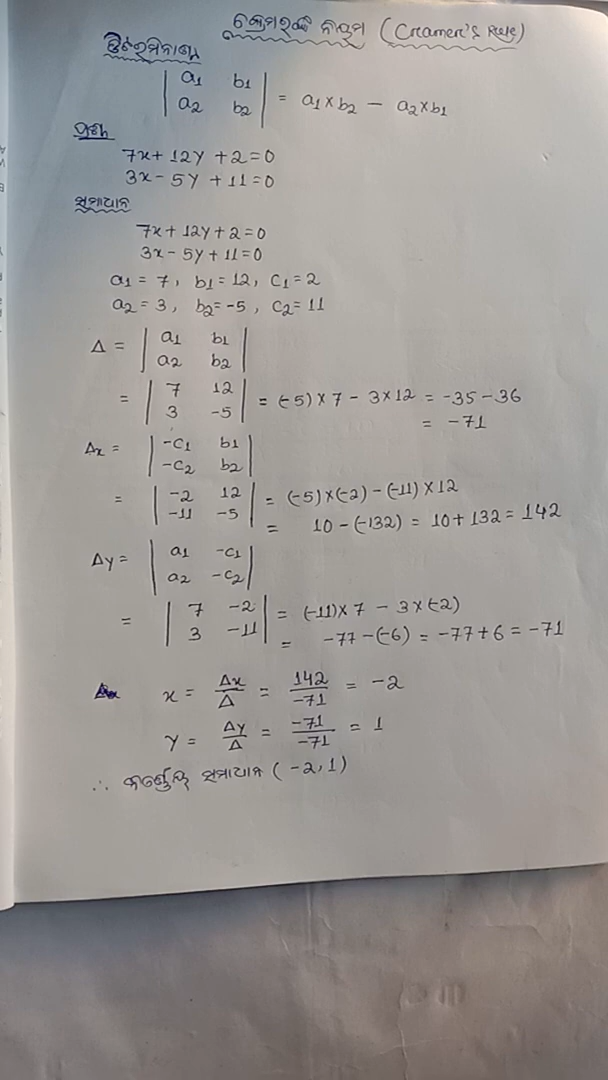 କ୍ରେମରଙ୍କ ନିୟମ (Cramer's Rule)
ଡିଟରମିନାଣ୍ଟ
| a1 b1 |
| a2 b2 | = a1×b2 − a2×b1
ପ୍ରଶ୍ନ
7x + 12y + 2 = 0
3x − 5y + 11 = 0
ସମାଧାନ
7x + 12y + 2 = 0
3x − 5y + 11 = 0
a1 = 7, b1 = 12, c1 = 2
a2 = 3, b2 = -5, c2 = 11
Δ = | a1 b1 |
| a2 b2 |
= | 7 12 | = (-5)×7 − 3×12 = -35 − 36
| 3 -5 | = -71
Δx = | -c1 b1 |
| -c2 b2 |
= | -2 12 | = (-5)×(-2) − (-11)×12
| -11 -5 | = 10 − (-132) = 10 + 132 = 142
Δy = | a1 -c1 |
| a2 -c2 |
= | 7 -2 | = (-11)×7 − 3×(-2)
| 3 -11 | = -77 − (-6) = -77 + 6 = -71
x = Δx/Δ = 142/-71 = -2
y = Δy/Δ = -71/-71 = 1
∴ ସମାଧାନ (-2, 1)